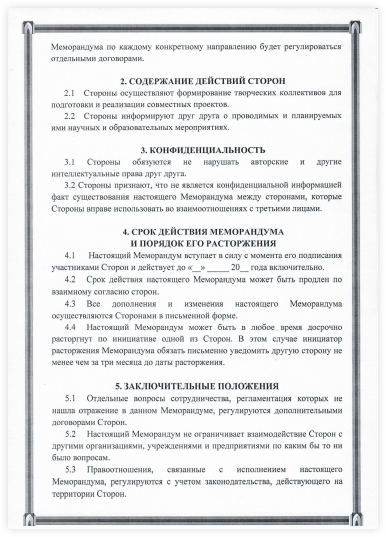 Меморандума по каждому конкретному направлению будет регулироваться
отдельными договорами.
2. СОДЕРЖАНИЕ ДЕЙСТВИЙ СТОРОН
2.1 Стороны осуществляют формирование творческих коллективов для
подготовки и реализации совместных проектов.
2.2 Стороны информируют друг друга о проводимых и планируемых
ими научных и образовательных мероприятиях.
3. КОНФИДЕНЦИАЛЬНОСТЬ
3.1 Стороны обязуются не нарушать авторские и другие
интеллектуальные права друг друга.
3.2 Стороны признают, что не является конфиденциальной информацией
факт существования настоящего Меморандума между сторонами, которые
Стороны вправе использовать во взаимоотношениях с третьими лицами.
4. СРОК ДЕЙСТВИЯ МЕМОРАНДУМА
И ПОРЯДОК ЕГО РАСТОРЖЕНИЯ
4.1 Настоящий Меморандум вступает в силу с момента его подписания
участниками Сторон и действует до «__» _____ 20__ года включительно.
4.2 Срок действия настоящего Меморандума может быть продлен по
взаимному согласию сторон.
4.3 Все дополнения и изменения настоящего Меморандума
осуществляются Сторонами в письменной форме.
4.4 Настоящий Меморандум может быть в любое время досрочно
расторгнут по инициативе одной из Сторон. В этом случае инициатор
расторжения Меморандума обязать письменно уведомить другую сторону не
менее чем за три месяца до даты расторжения.
5. ЗАКЛЮЧИТЕЛЬНЫЕ ПОЛОЖЕНИЯ
5.1 Отдельные вопросы сотрудничества, регламентация которых не
нашла отражение в данном Меморандуме, регулируются дополнительными
договорами Сторон.
5.2 Настоящий Меморандум не ограничивает взаимодействие Сторон с
другими организациями, учреждениями и предприятиями по каким бы то ни
было вопросам.
5.3 Правоотношения, связанные с исполнением настоящего
Меморандума, регулируются с учетом законодательства, действующего на
территории Сторон.